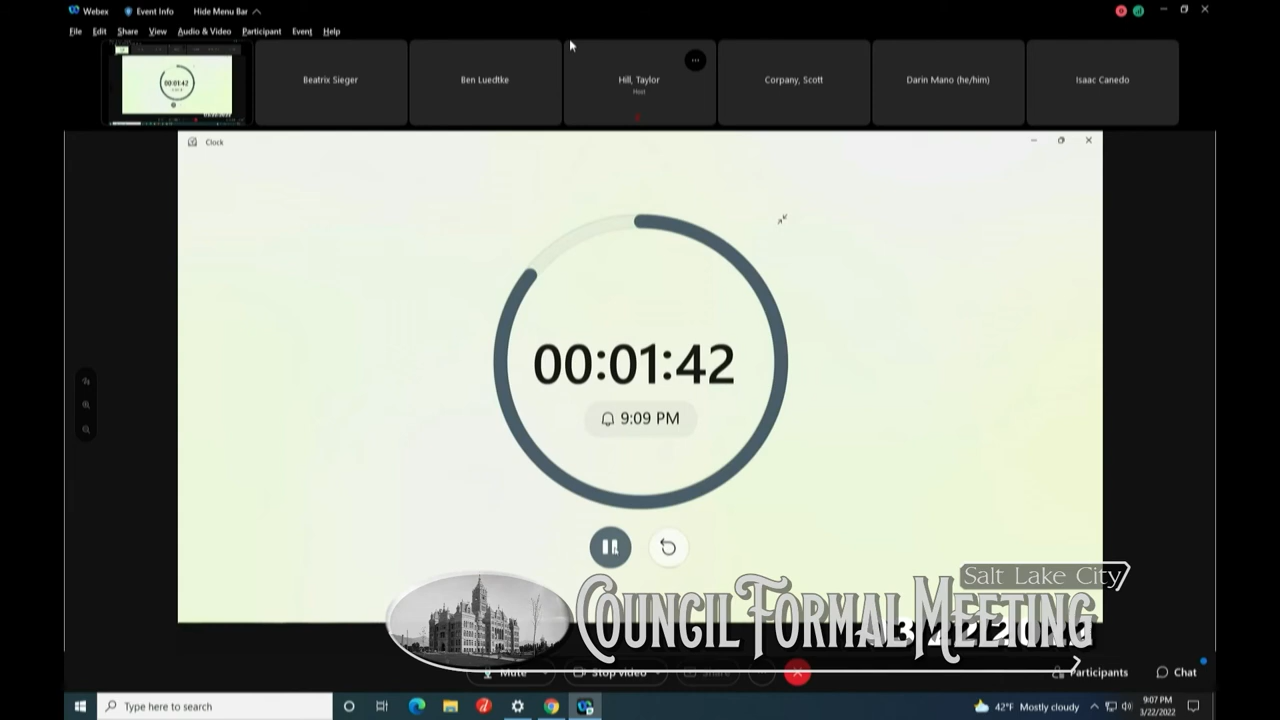 Webex Event Info Hide Menu Bar
File Edit Share View Audio & Video Participant Event Help
00:01:42
Beatrix Sieger
Ben Luedtke
Hill, Taylor
Host
Corpany, Scott
Darin Mano (he/him)
Isaac Canedo
Clock
00:01:42
9:09 PM
Salt Lake City
Council Formal Meeting
Mute
Stop video
Share
Participants
Chat
Type here to search
42°F Mostly cloudy
9:07 PM
3/22/2022